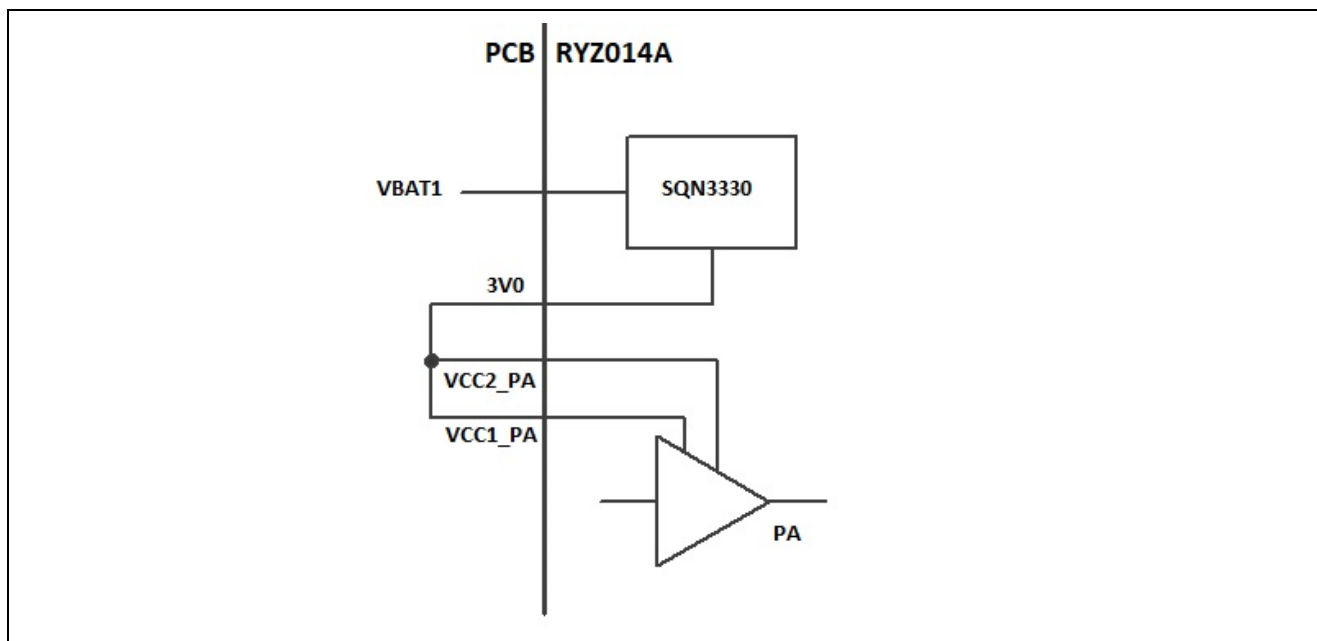 PCB RYZ014A
VBAT1
SQN3330
3V0
VCC2_PA
VCC1_PA
PA